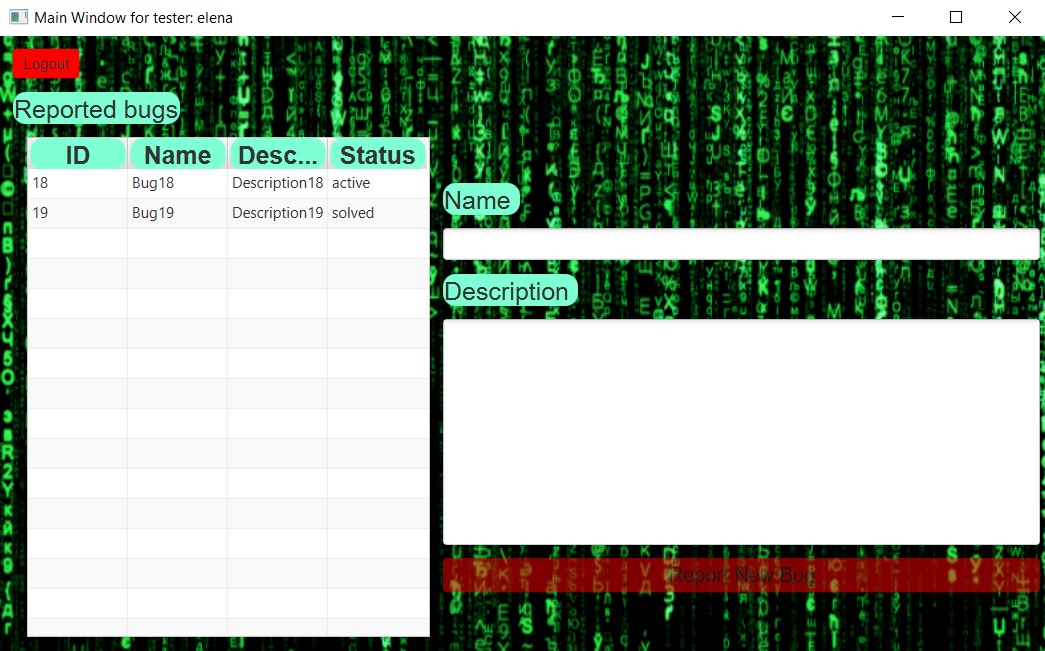 Main Window for tester: elena
Logout
Reported bugs
ID Name Desc... Status
18 Bug18 Description18 active
19 Bug19 Description19 solved
Name
Description
Report New Bug